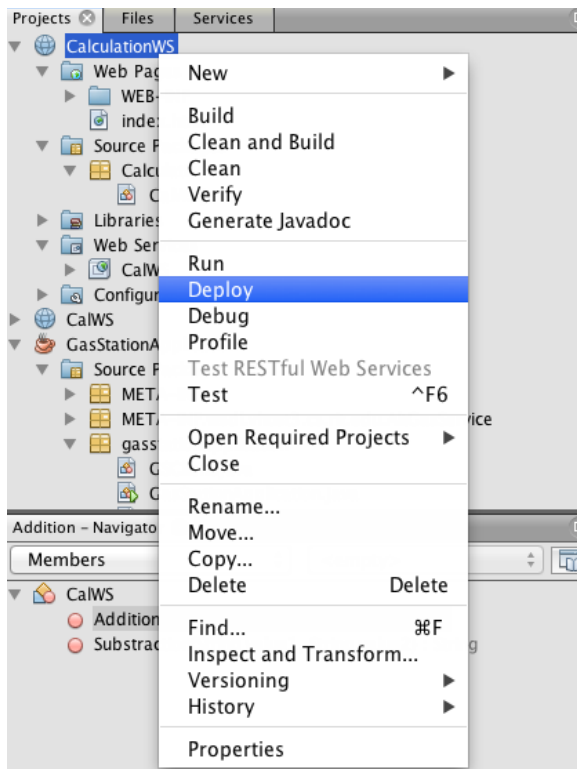 Projects Files Services
CalculationWS
Web Pag
New
WEB-
index
Build
Source P
Clean and Build
Calcu
Clean
C
Verify
Libraries
Generate Javadoc
Web Ser
CalW
Run
Configur
Deploy
CalWS
Debug
GasStationA
Profile
Source P
Test RESTful Web Services
META
Test ^F6
META
vice
gasst
Open Required Projects
G
Close
G
Rename...
Addition – Navigato
Move...
Members
Copy...
Delete Delete
CalWS
Addition
Find... ⌘F
Substrac
g
Inspect and Transform...
Versioning
History
Properties